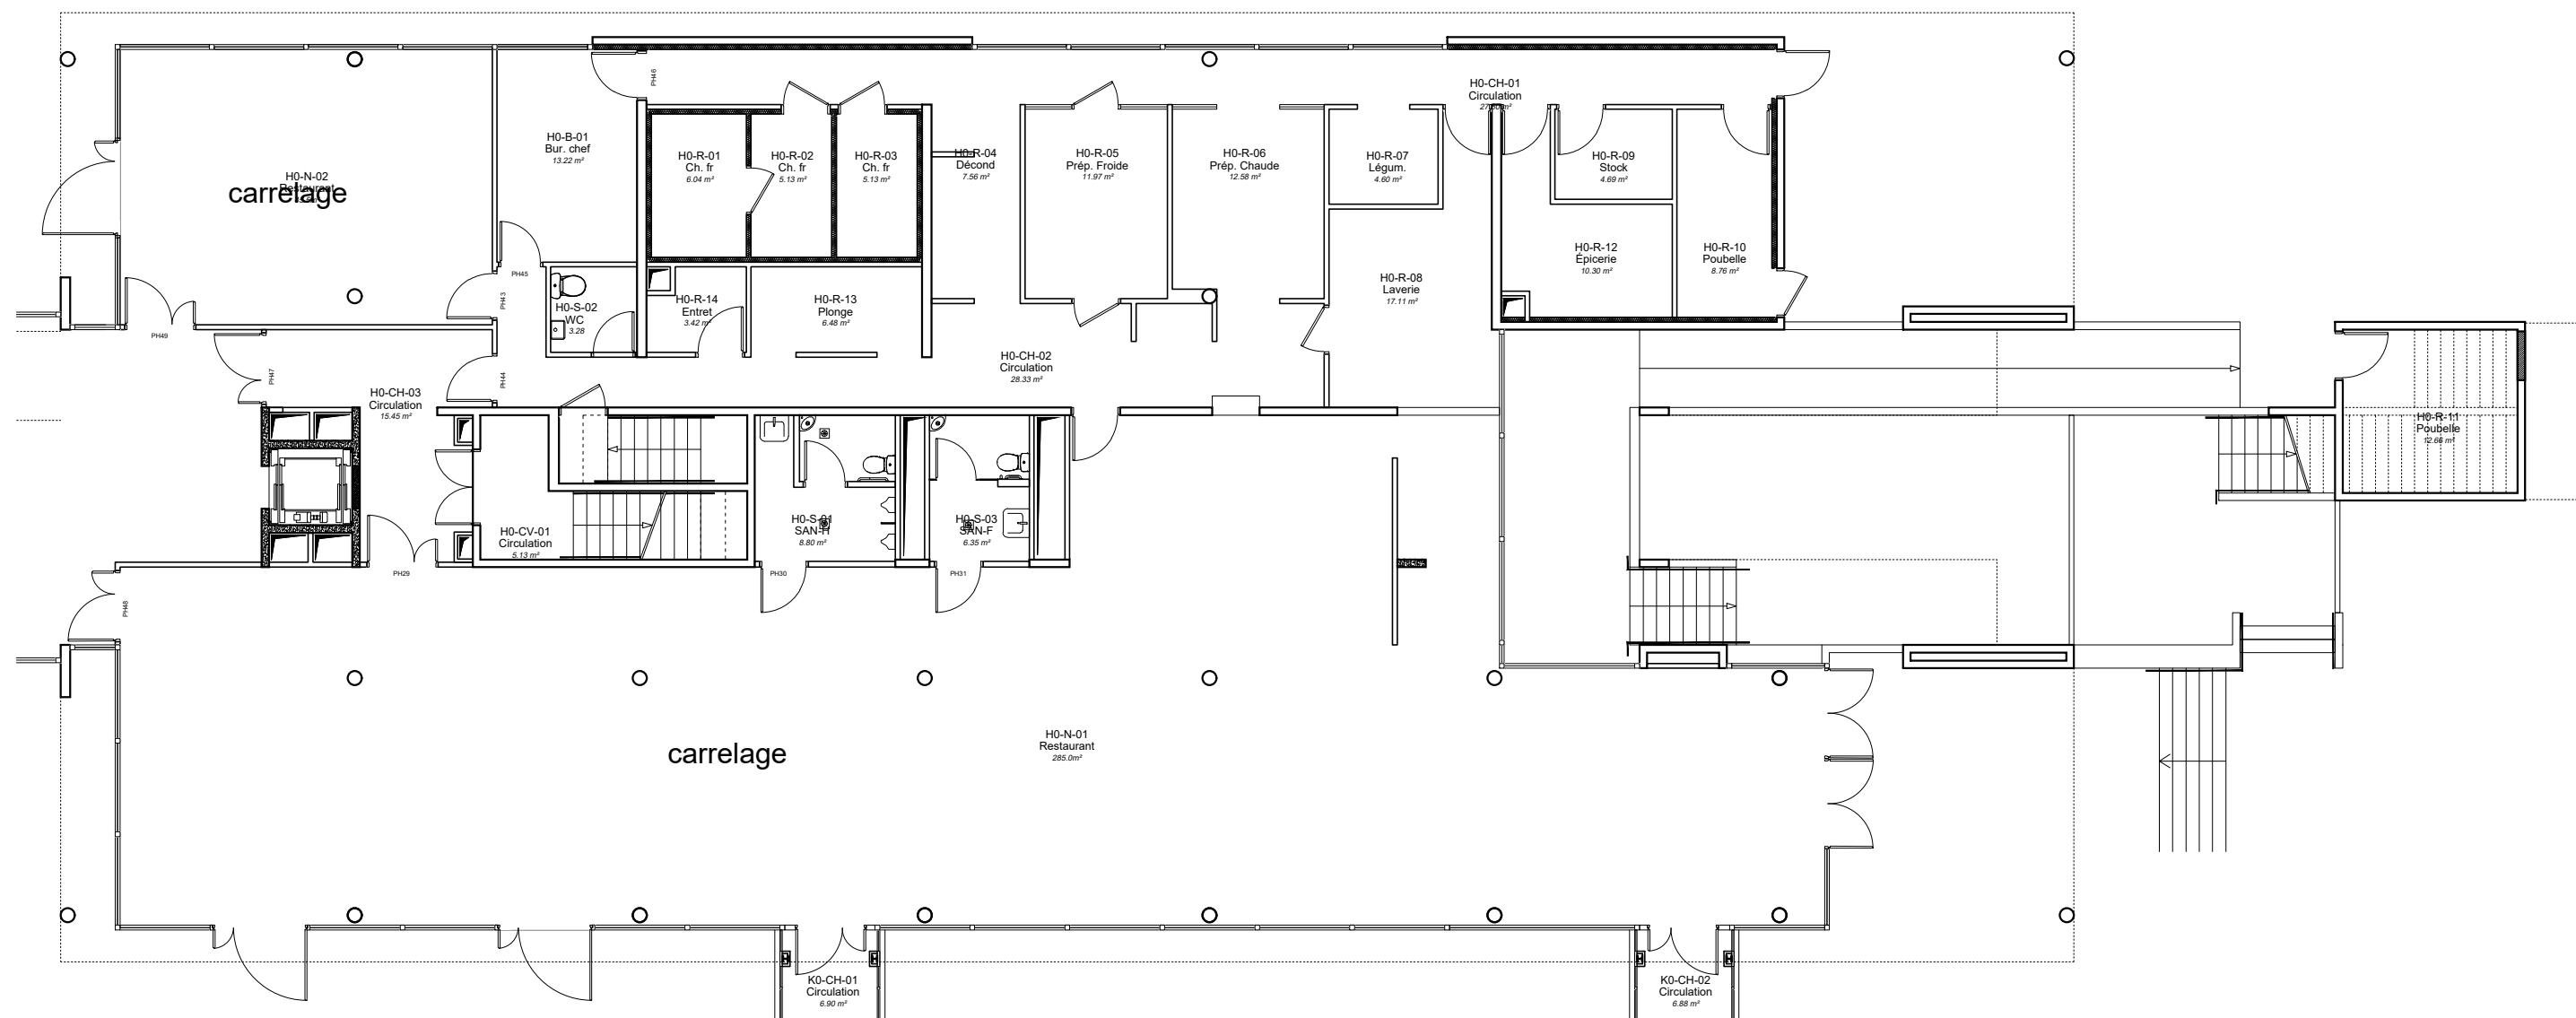 H0-CH-01
Circulation
PH46
H0-B-01
Bur. chef
13.22 m²
H0-R-01
Ch. fr
6.04 m²
H0-R-02
Ch. fr
5.13 m²
H0-R-03
Ch. fr
5.13 m²
H0-R-04
Décond
7.56 m²
H0-R-05
Prép. Froide
11.97 m²
H0-R-06
Prép. Chaude
12.58 m²
H0-R-07
Légum.
4.60 m²
H0-R-09
Stock
4.69 m²
H0-N-02
Restaurant
carrelage
H0-R-12
Épicerie
10.30 m²
H0-R-10
Poubelle
8.76 m²
H0-R-08
Laverie
17.11 m²
PH45
PH43
H0-S-02
WC
3.28
H0-R-14
Entret
3.42 m²
H0-R-13
Plonge
6.48 m²
PH49
PH47
PH44
H0-CH-02
Circulation
28.33 m²
H0-CH-03
Circulation
15.45 m²
H0-R-11
Poubelle
12.66 m²
H0-CV-01
Circulation
5.13 m²
H0-S-01
SAN-H
8.80 m²
H0-S-03
SAN-F
6.35 m²
PH29
PH30
PH31
PH48
H0-N-01
Restaurant
285.0m²
carrelage
K0-CH-01
Circulation
6.90 m²
K0-CH-02
Circulation
6.88 m²